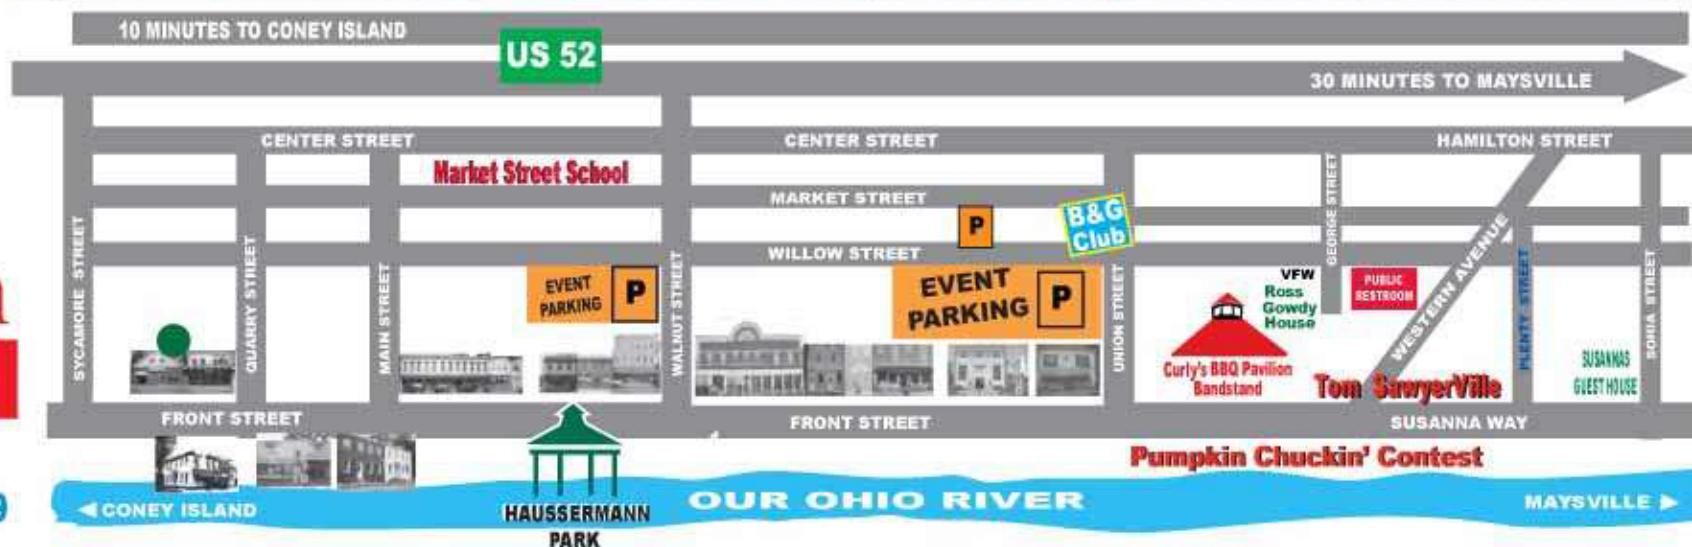 10 MINUTES TO CONEY ISLAND
US 52
30 MINUTES TO MAYSVILLE
CENTER STREET
CENTER STREET
HAMILTON STREET
Market Street School
MARKET STREET
P
B&G
Club
WILLOW STREET
SYCAMORE STREET
QUARRY STREET
MAIN STREET
EVENT
PARKING
P
WALNUT STREET
EVENT
PARKING
P
UNION STREET
VFW
Ross
Gowdy
House
GEORGE STREET
PUBLIC
RESTROOM
WESTERN AVENUE
PLENTY STREET
SOHIA STREET
Curly's BBQ Pavilion
Bandstand
Tom SawyerVille
SUSANNAS
GUEST HOUSE
FRONT STREET
FRONT STREET
SUSANNA WAY
Pumpkin Chuckin' Contest
CONEY ISLAND
HAUSSERMANN
PARK
OUR OHIO RIVER
MAYSVILLE